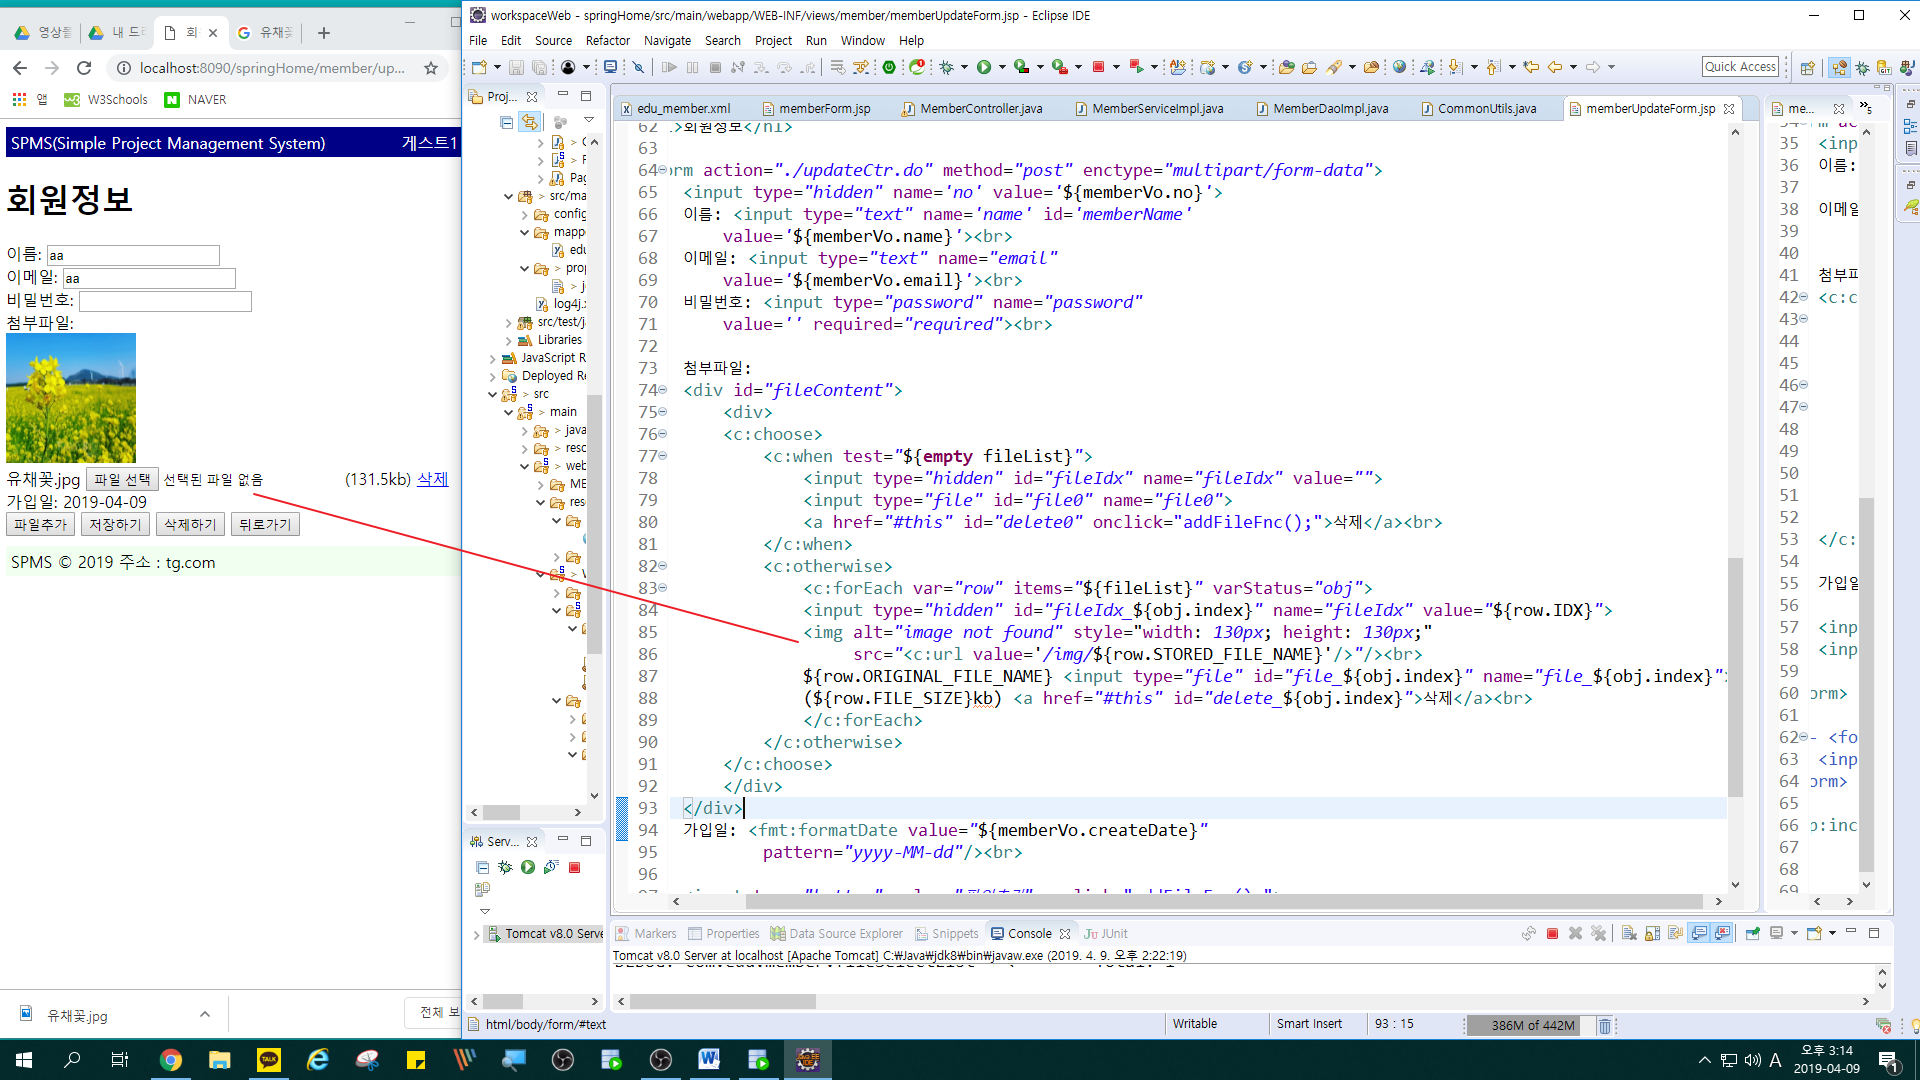 영상들
내 드라
회
유채꽃
localhost:8090/springHome/member/up...
앱
W3Schools
NAVER
SPMS(Simple Project Management System)
게스트1
회원정보
이름: aa
이메일: aa
비밀번호:
첨부파일:
유채꽃.jpg 파일 선택 선택된 파일 없음 (131.5kb) 삭제
가입일: 2019-04-09
파일추가 저장하기 삭제하기 뒤로가기
SPMS © 2019 주소 : tg.com
유채꽃.jpg
전체 보
workspaceWeb - springHome/src/main/webapp/WEB-INF/views/member/memberUpdateForm.jsp - Eclipse IDE
File Edit Source Refactor Navigate Search Project Run Window Help
Quick Access
Proj...
src/ma
config
mapp
edu
prop
log4j.x
src/test/j
Libraries
JavaScript R
Deployed Re
src
main
java
resc
web
ME
res
Serv...
Tomcat v8.0 Serve
edu_member.xml memberForm.jsp MemberController.java MemberServiceImpl.java MemberDaoImpl.java CommonUtils.java memberUpdateForm.jsp me...
62 >회원정보</h1>
63
64 orm action="./updateCtr.do" method="post" enctype="multipart/form-data">
65 <input type="hidden" name='no' value='${memberVo.no}'>
66 이름: <input type="text" name='name' id='memberName'
67 value='${memberVo.name}'><br>
68 이메일: <input type="text" name="email"
69 value='${memberVo.email}'><br>
70 비밀번호: <input type="password" name="password"
71 value='' required="required"><br>
72
73 첨부파일:
74 <div id="fileContent">
75 <div>
76 <c:choose>
77 <c:when test="${empty fileList}">
78 <input type="hidden" id="fileIdx" name="fileIdx" value="">
79 <input type="file" id="file0" name="file0">
80 <a href="#this" id="delete0" onclick="addFileFnc();">삭제</a><br>
81 </c:when>
82 <c:otherwise>
83 <c:forEach var="row" items="${fileList}" varStatus="obj">
84 <input type="hidden" id="fileIdx_${obj.index}" name="fileIdx" value="${row.IDX}">
85 <img alt="image not found" style="width: 130px; height: 130px;"
86 src="<c:url value='/img/${row.STORED_FILE_NAME}'/>"/><br>
87 ${row.ORIGINAL_FILE_NAME} <input type="file" id="file_${obj.index}" name="file_${obj.index}">
88 (${row.FILE_SIZE}kb) <a href="#this" id="delete_${obj.index}">삭제</a><br>
89 </c:forEach>
90 </c:otherwise>
91 </c:choose>
92 </div>
93 </div>
94 가입일: <fmt:formatDate value="${memberVo.createDate}"
95 pattern="yyyy-MM-dd"/><br>
96
35 <inp
36 이름:
37
38 이메일
39
40
41 첨부파
42 <c:c
43
44
45
46
47
48
49
50
51
52
53 </c:
54
55 가입일
56
57 <inp
58 <inp
59
60 orm>
61
62 - <fo
63 <inp
64 orm>
65
66 p:inc
67
68
69
Markers Properties Data Source Explorer Snippets Console JUnit
Tomcat v8.0 Server at localhost [Apache Tomcat] C:₩Java₩jdk8₩bin₩javaw.exe (2019. 4. 9. 오후 2:22:19)
html/body/form/#text
Writable
Smart Insert
93 : 15
386M of 442M
TALK
A
오후 3:14
2019-04-09
1